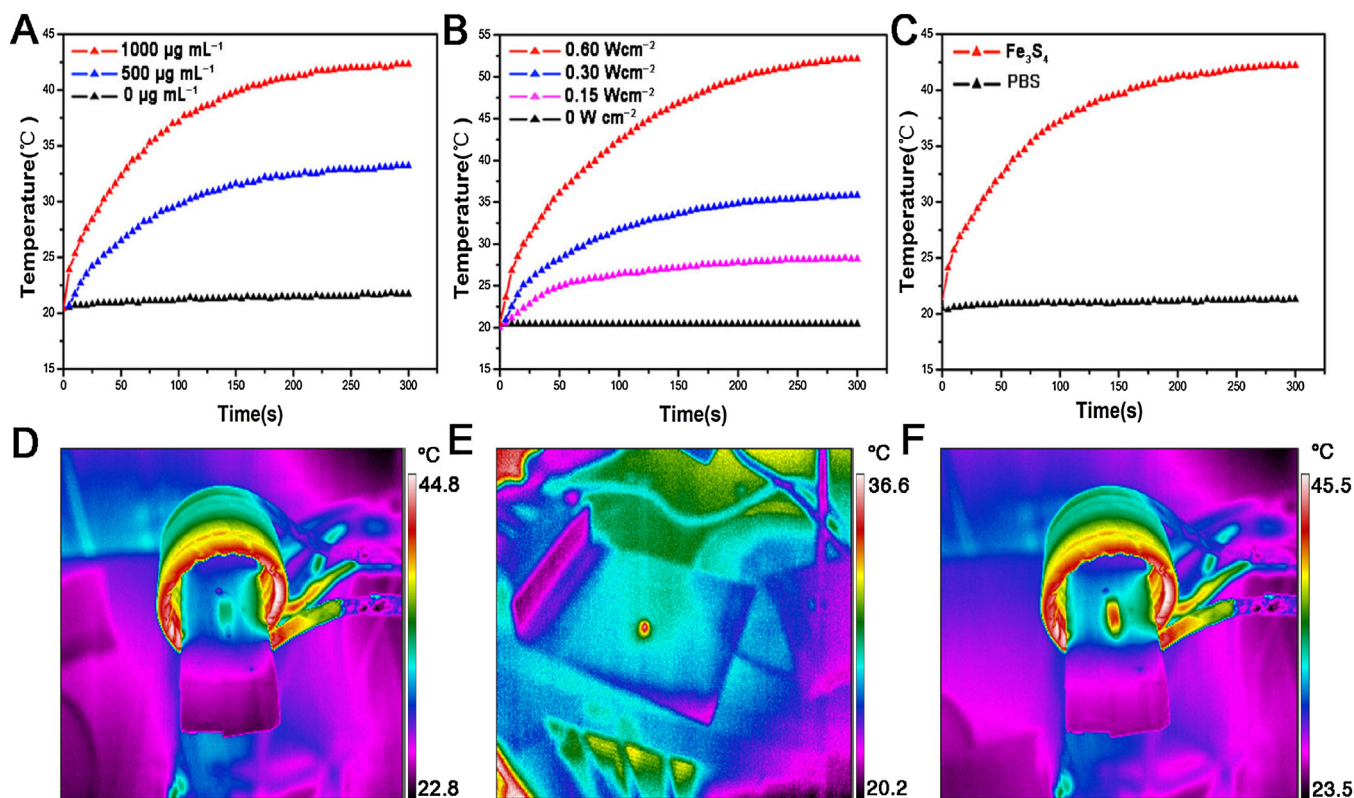 A
1000 μg mL⁻¹
500 μg mL⁻¹
0 μg mL⁻¹
Temperature(℃)
45
40
35
30
25
20
15
0 50 100 150 200 250 300
Time(s)
B
0.60 Wcm⁻²
0.30 Wcm⁻²
0.15 Wcm⁻²
0 W cm⁻²
Temperature(℃)
55
50
45
40
35
30
25
20
15
0 50 100 150 200 250 300
Time(s)
C
Fe₃S₄
PBS
Temperature(℃)
45
40
35
30
25
20
15
0 50 100 150 200 250 300
Time(s)
D
°C
44.8
22.8
E
°C
36.6
20.2
F
°C
45.5
23.5